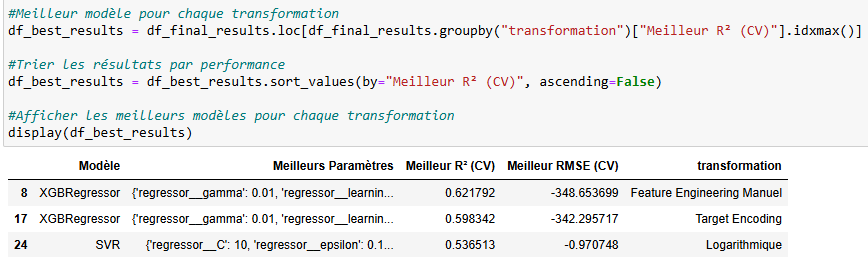 #Meilleur modèle pour chaque transformation
df_best_results = df_final_results.loc[df_final_results.groupby("transformation")["Meilleur R² (CV)"].idxmax()]
#Trier les résultats par performance
df_best_results = df_best_results.sort_values(by="Meilleur R² (CV)", ascending=False)
#Afficher les meilleurs modèles pour chaque transformation
display(df_best_results)
Modèle Meilleurs Paramètres Meilleur R² (CV) Meilleur RMSE (CV) transformation
8 XGBRegressor {'regressor__gamma': 0.01, 'regressor__learnin... 0.621792 -348.653699 Feature Engineering Manuel
17 XGBRegressor {'regressor__gamma': 0.01, 'regressor__learnin... 0.598342 -342.295717 Target Encoding
24 SVR {'regressor__C': 10, 'regressor__epsilon': 0.1... 0.536513 -0.970748 Logarithmique